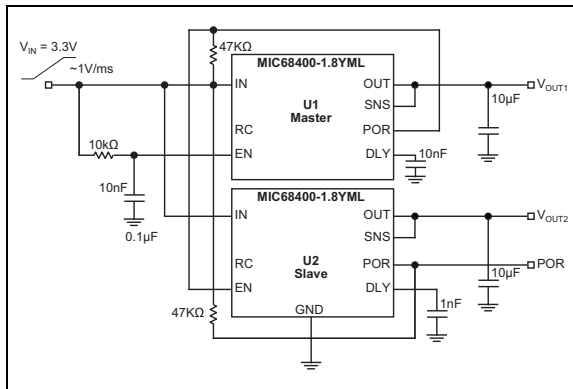 47KΩ
V_IN = 3.3V
~1V/ms
MIC68400-1.8YML
IN
OUT
V_OUT1
U1
Master
SNS
10µF
RC
POR
10kΩ
EN
DLY
10nF
10nF
0.1µF
MIC68400-1.8YML
IN
OUT
V_OUT2
SNS
U2
Slave
RC
POR
POR
EN
DLY
10µF
47KΩ
GND
1nF